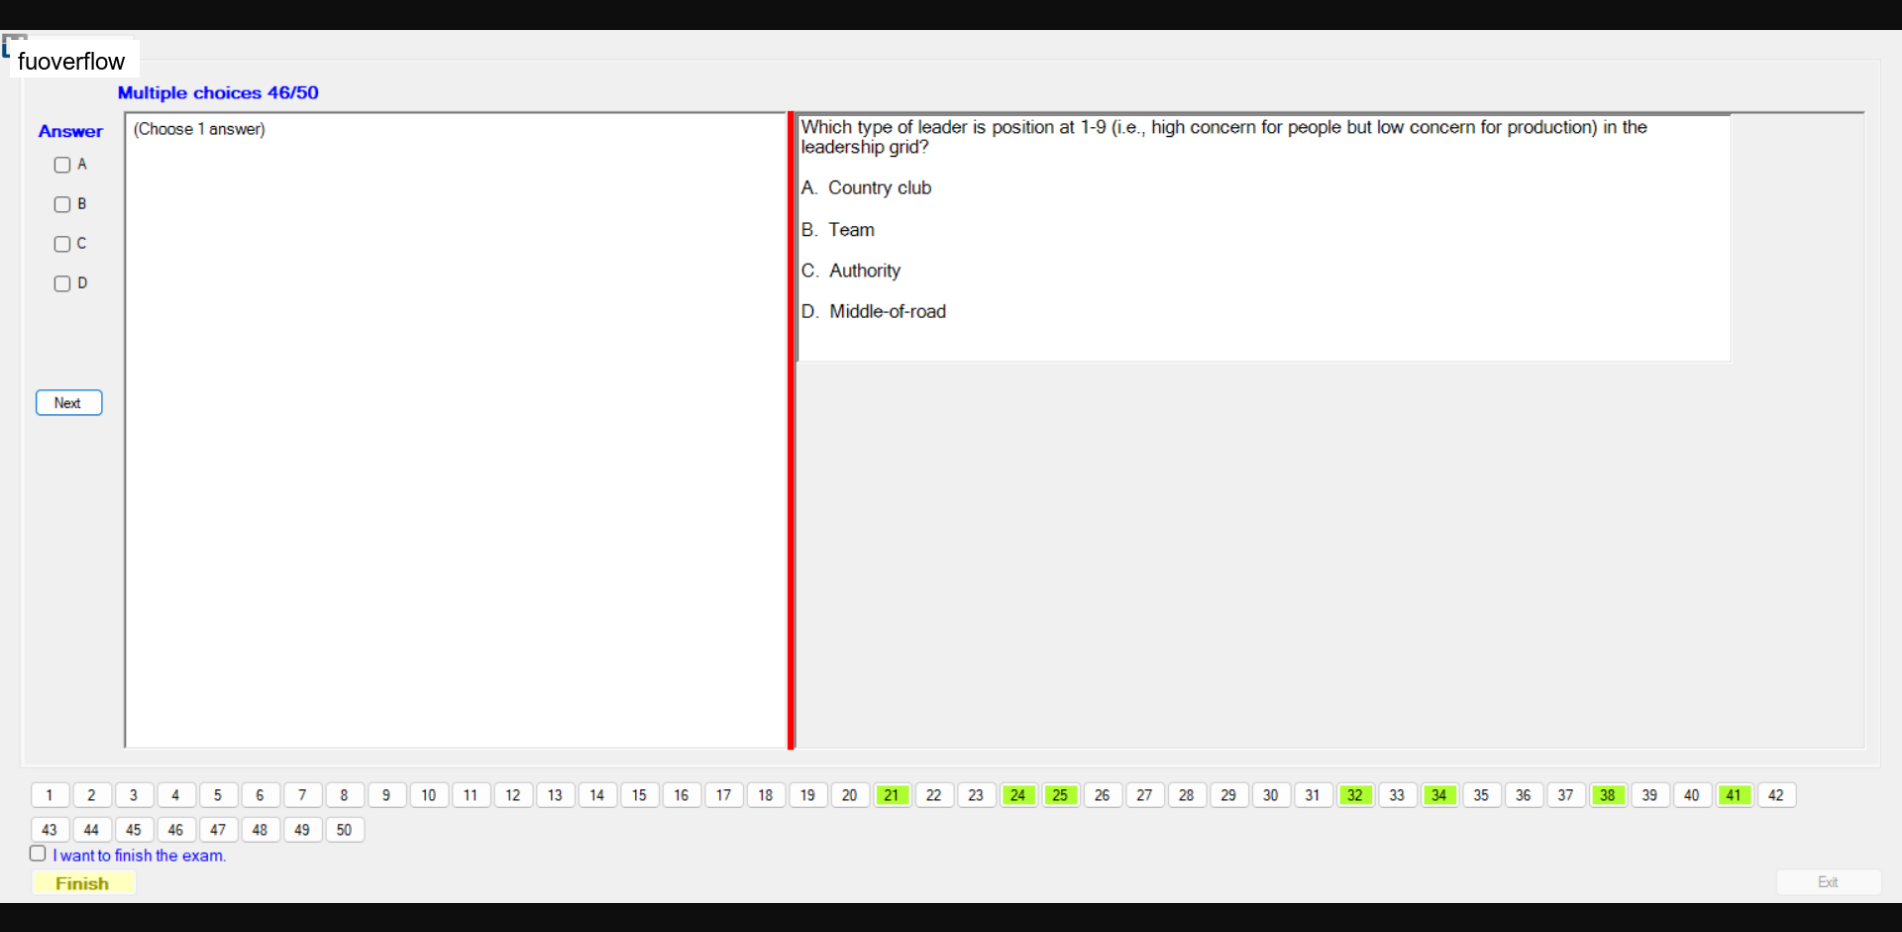 fuoverflow
Multiple choices 46/50
Answer
A
B
C
D
Next
(Choose 1 answer)
Which type of leader is position at 1-9 (i.e., high concern for people but low concern for production) in the
leadership grid?
A. Country club
B. Team
C. Authority
D. Middle-of-road
1 2 3 4 5 6 7 8 9 10 11 12 13 14 15 16 17 18 19 20 21 22 23 24 25 26 27 28 29 30 31 32 33 34 35 36 37 38 39 40 41 42
43 44 45 46 47 48 49 50
I want to finish the exam.
Finish
Exit